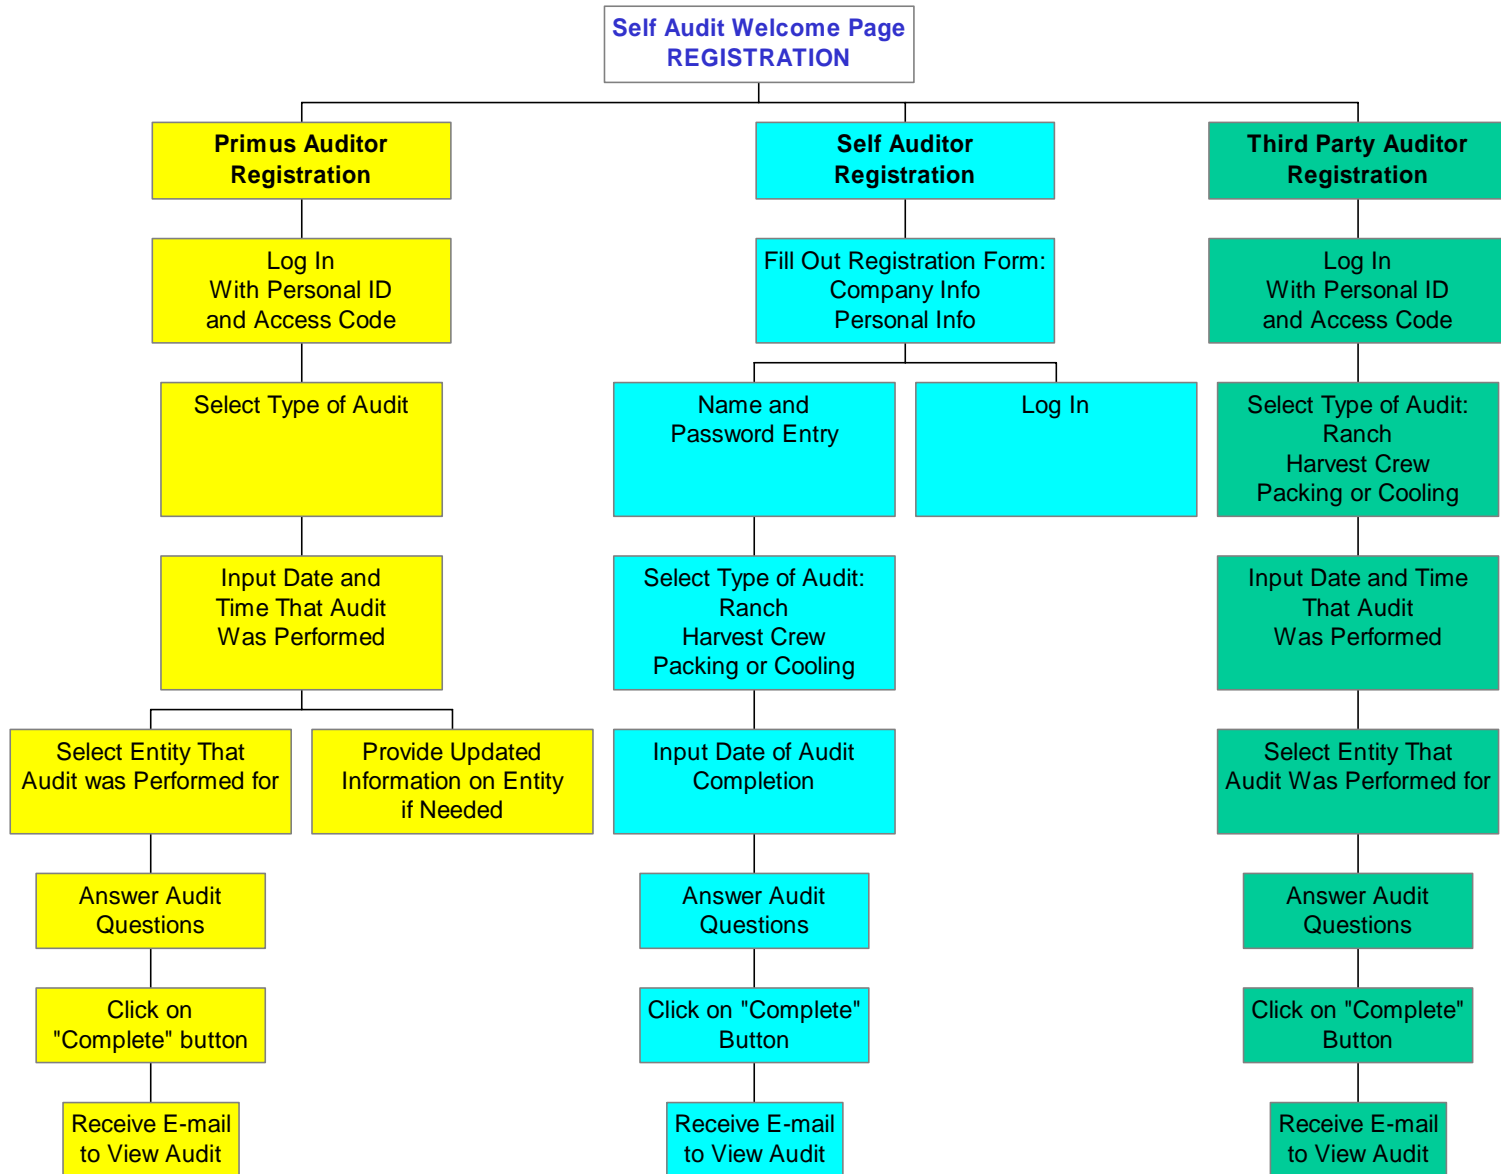 Self Audit Welcome Page
REGISTRATION
Primus Auditor
Registration
Log In
With Personal ID
and Access Code
Select Type of Audit
Input Date and
Time That Audit
Was Performed
Select Entity That
Audit was Performed for
Answer Audit
Questions
Click on
"Complete" button
Receive E-mail
to View Audit
Provide Updated
Information on Entity
if Needed
Self Auditor
Registration
Fill Out Registration Form:
Company Info
Personal Info
Name and
Password Entry
Select Type of Audit:
Ranch
Harvest Crew
Packing or Cooling
Input Date of Audit
Completion
Answer Audit
Questions
Click on "Complete"
Button
Receive E-mail
to View Audit
Log In
Third Party Auditor
Registration
Log In
With Personal ID
and Access Code
Select Type of Audit:
Ranch
Harvest Crew
Packing or Cooling
Input Date and Time
That Audit
Was Performed
Select Entity That
Audit Was Performed for
Answer Audit
Questions
Click on "Complete"
Button
Receive E-mail
to View Audit